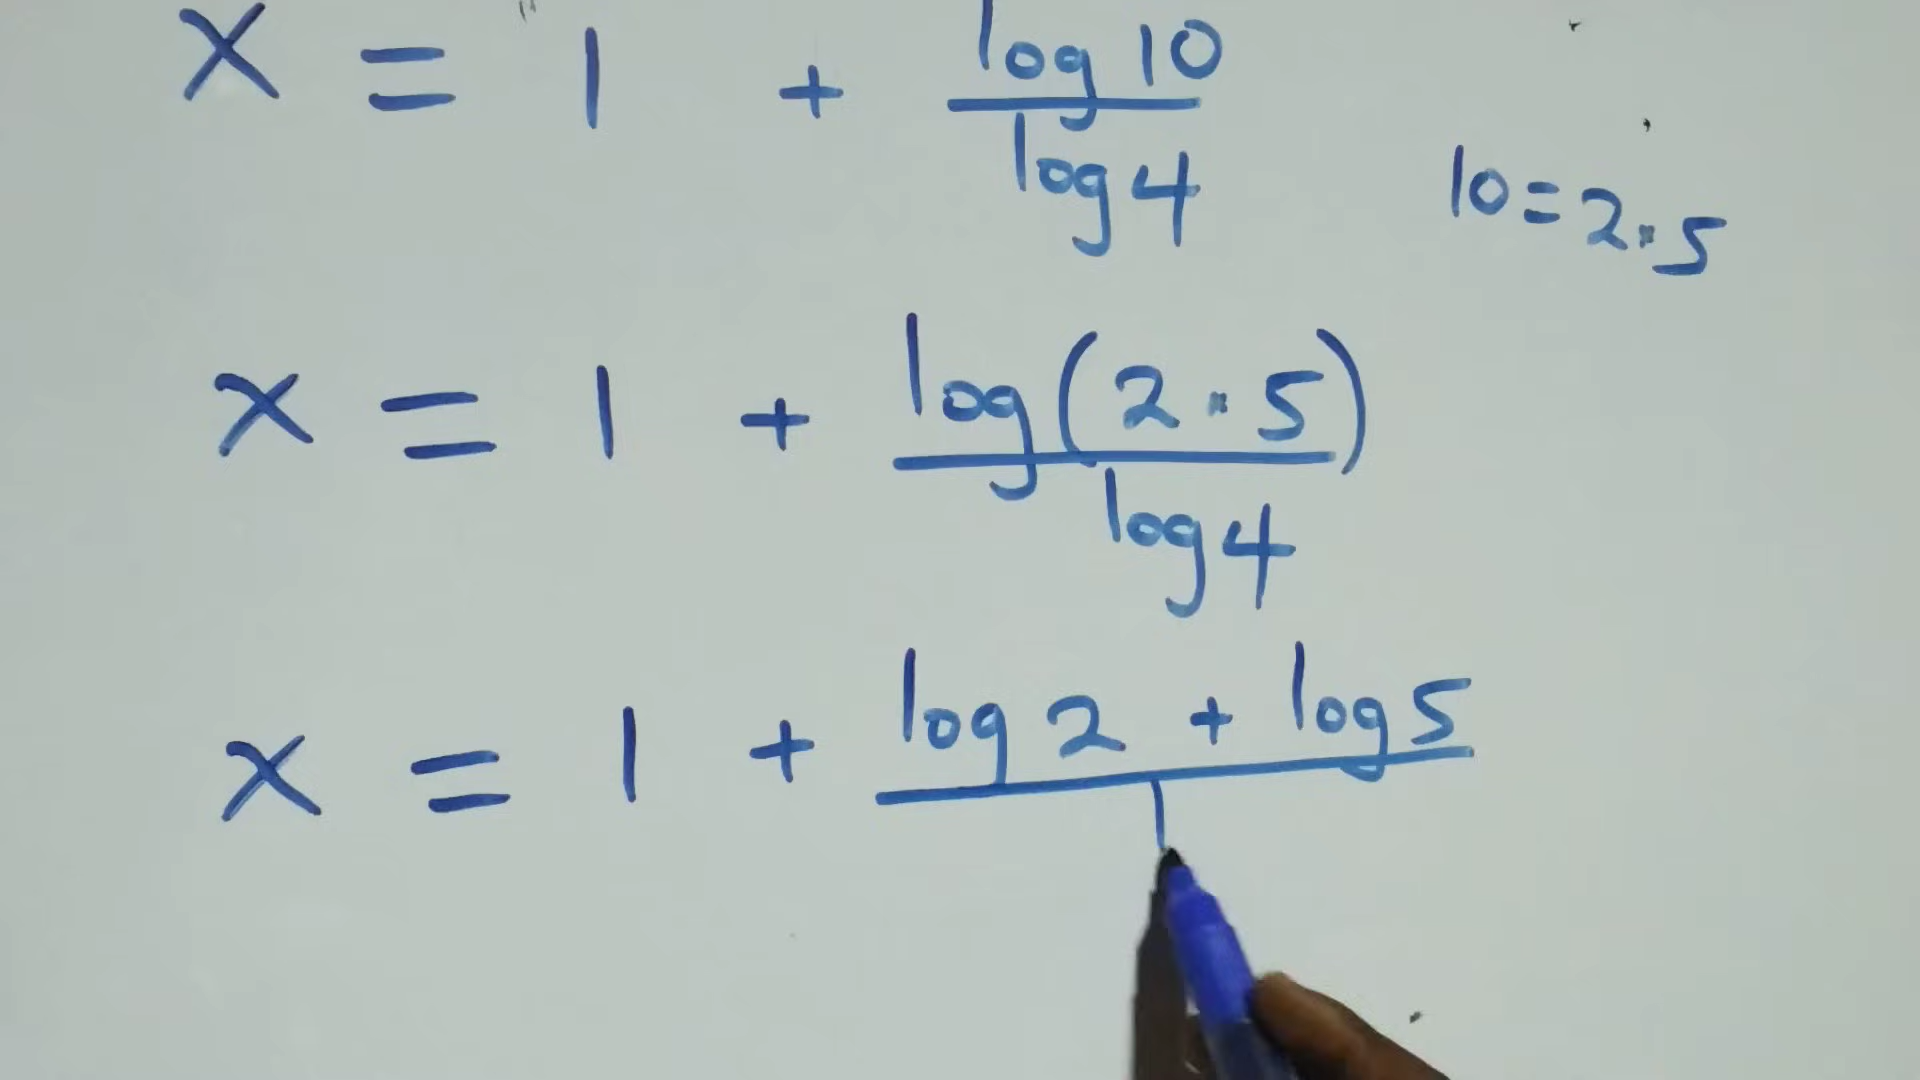 x = 1 + log 10 / log 4
10 = 2·5
x = 1 + log(2·5) / log 4
x = 1 + log 2 + log 5 / l